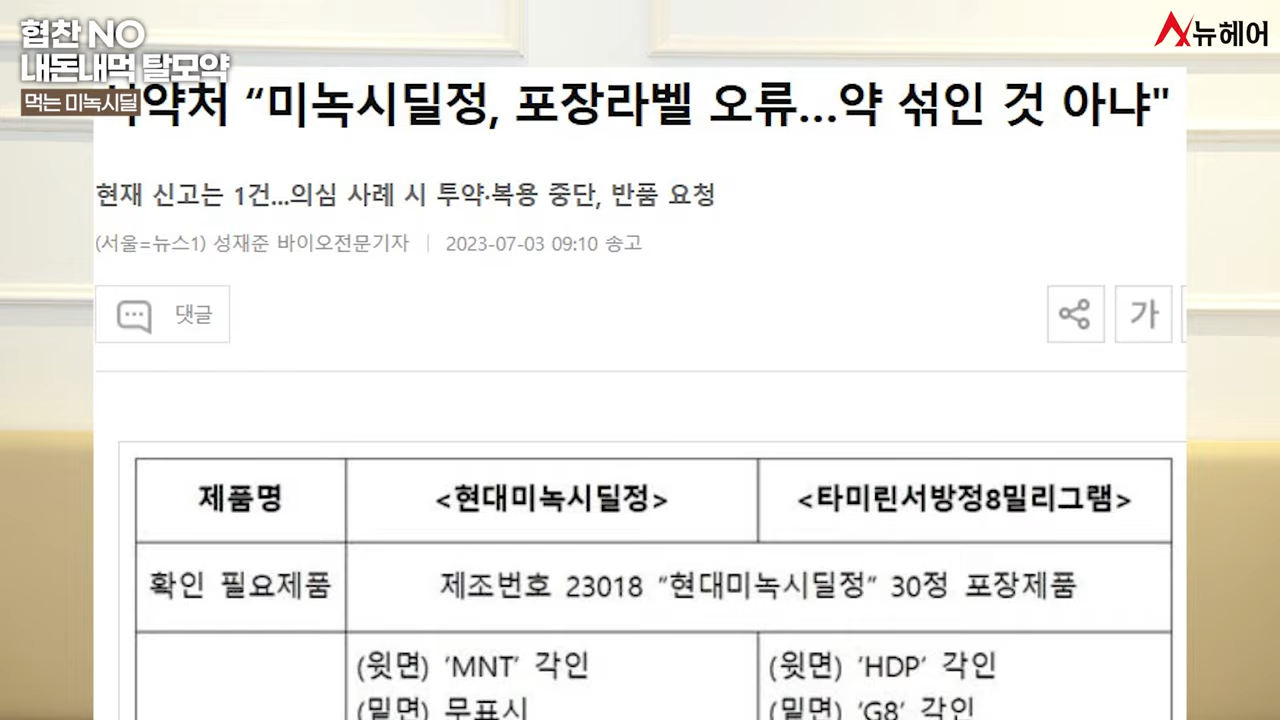 협찬 NO
내돈내먹 탈모약
먹는 미녹시딜
뉴헤어
“미녹시딜정, 포장라벨 오류...약 섞인 것 아냐"
현재 신고는 1건...의심 사례 시 투약·복용 중단, 반품 요청
(서울=뉴스1) 성재준 바이오전문기자 | 2023-07-03 09:10 송고
댓글
가
제품명 <현대미녹시딜정> <타미린서방정8밀리그램>
확인 필요제품 제조번호 23018 “현대미녹시딜정” 30정 포장제품
(윗면) ‘MNT’ 각인 (윗면) ‘HDP’ 각인
(밑면) 무표시 (밑면) ‘G8’ 각인